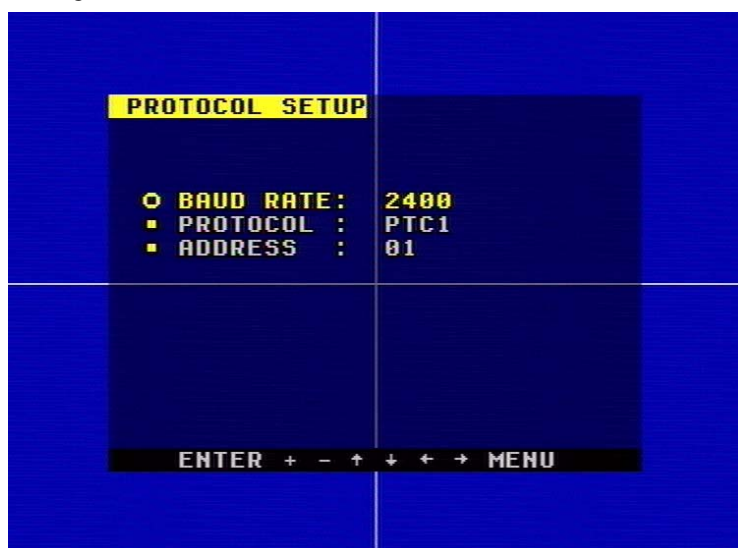 PROTOCOL SETUP
BAUD RATE: 2400
PROTOCOL : PTC1
ADDRESS : 01
ENTER + - ↑ ↓ ← → MENU